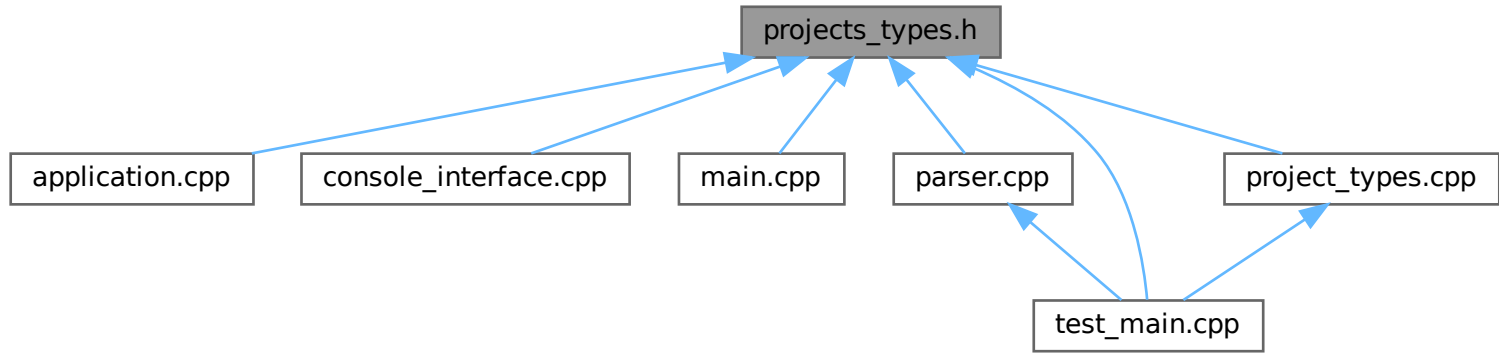 projects_types.h
application.cpp
console_interface.cpp
main.cpp
parser.cpp
project_types.cpp
test_main.cpp